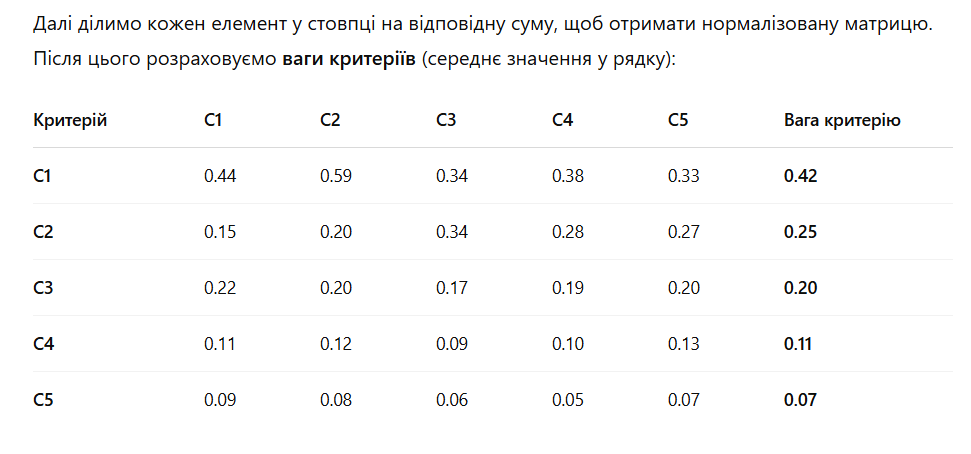 Далі ділимо кожен елемент у стовпці на відповідну суму, щоб отримати нормалізовану матрицю.
Після цього розраховуємо ваги критеріїв (середнє значення у рядку):
Критерій C1 C2 C3 C4 C5 Вага критерію
C1 0.44 0.59 0.34 0.38 0.33 0.42
C2 0.15 0.20 0.34 0.28 0.27 0.25
C3 0.22 0.20 0.17 0.19 0.20 0.20
C4 0.11 0.12 0.09 0.10 0.13 0.11
C5 0.09 0.08 0.06 0.05 0.07 0.07